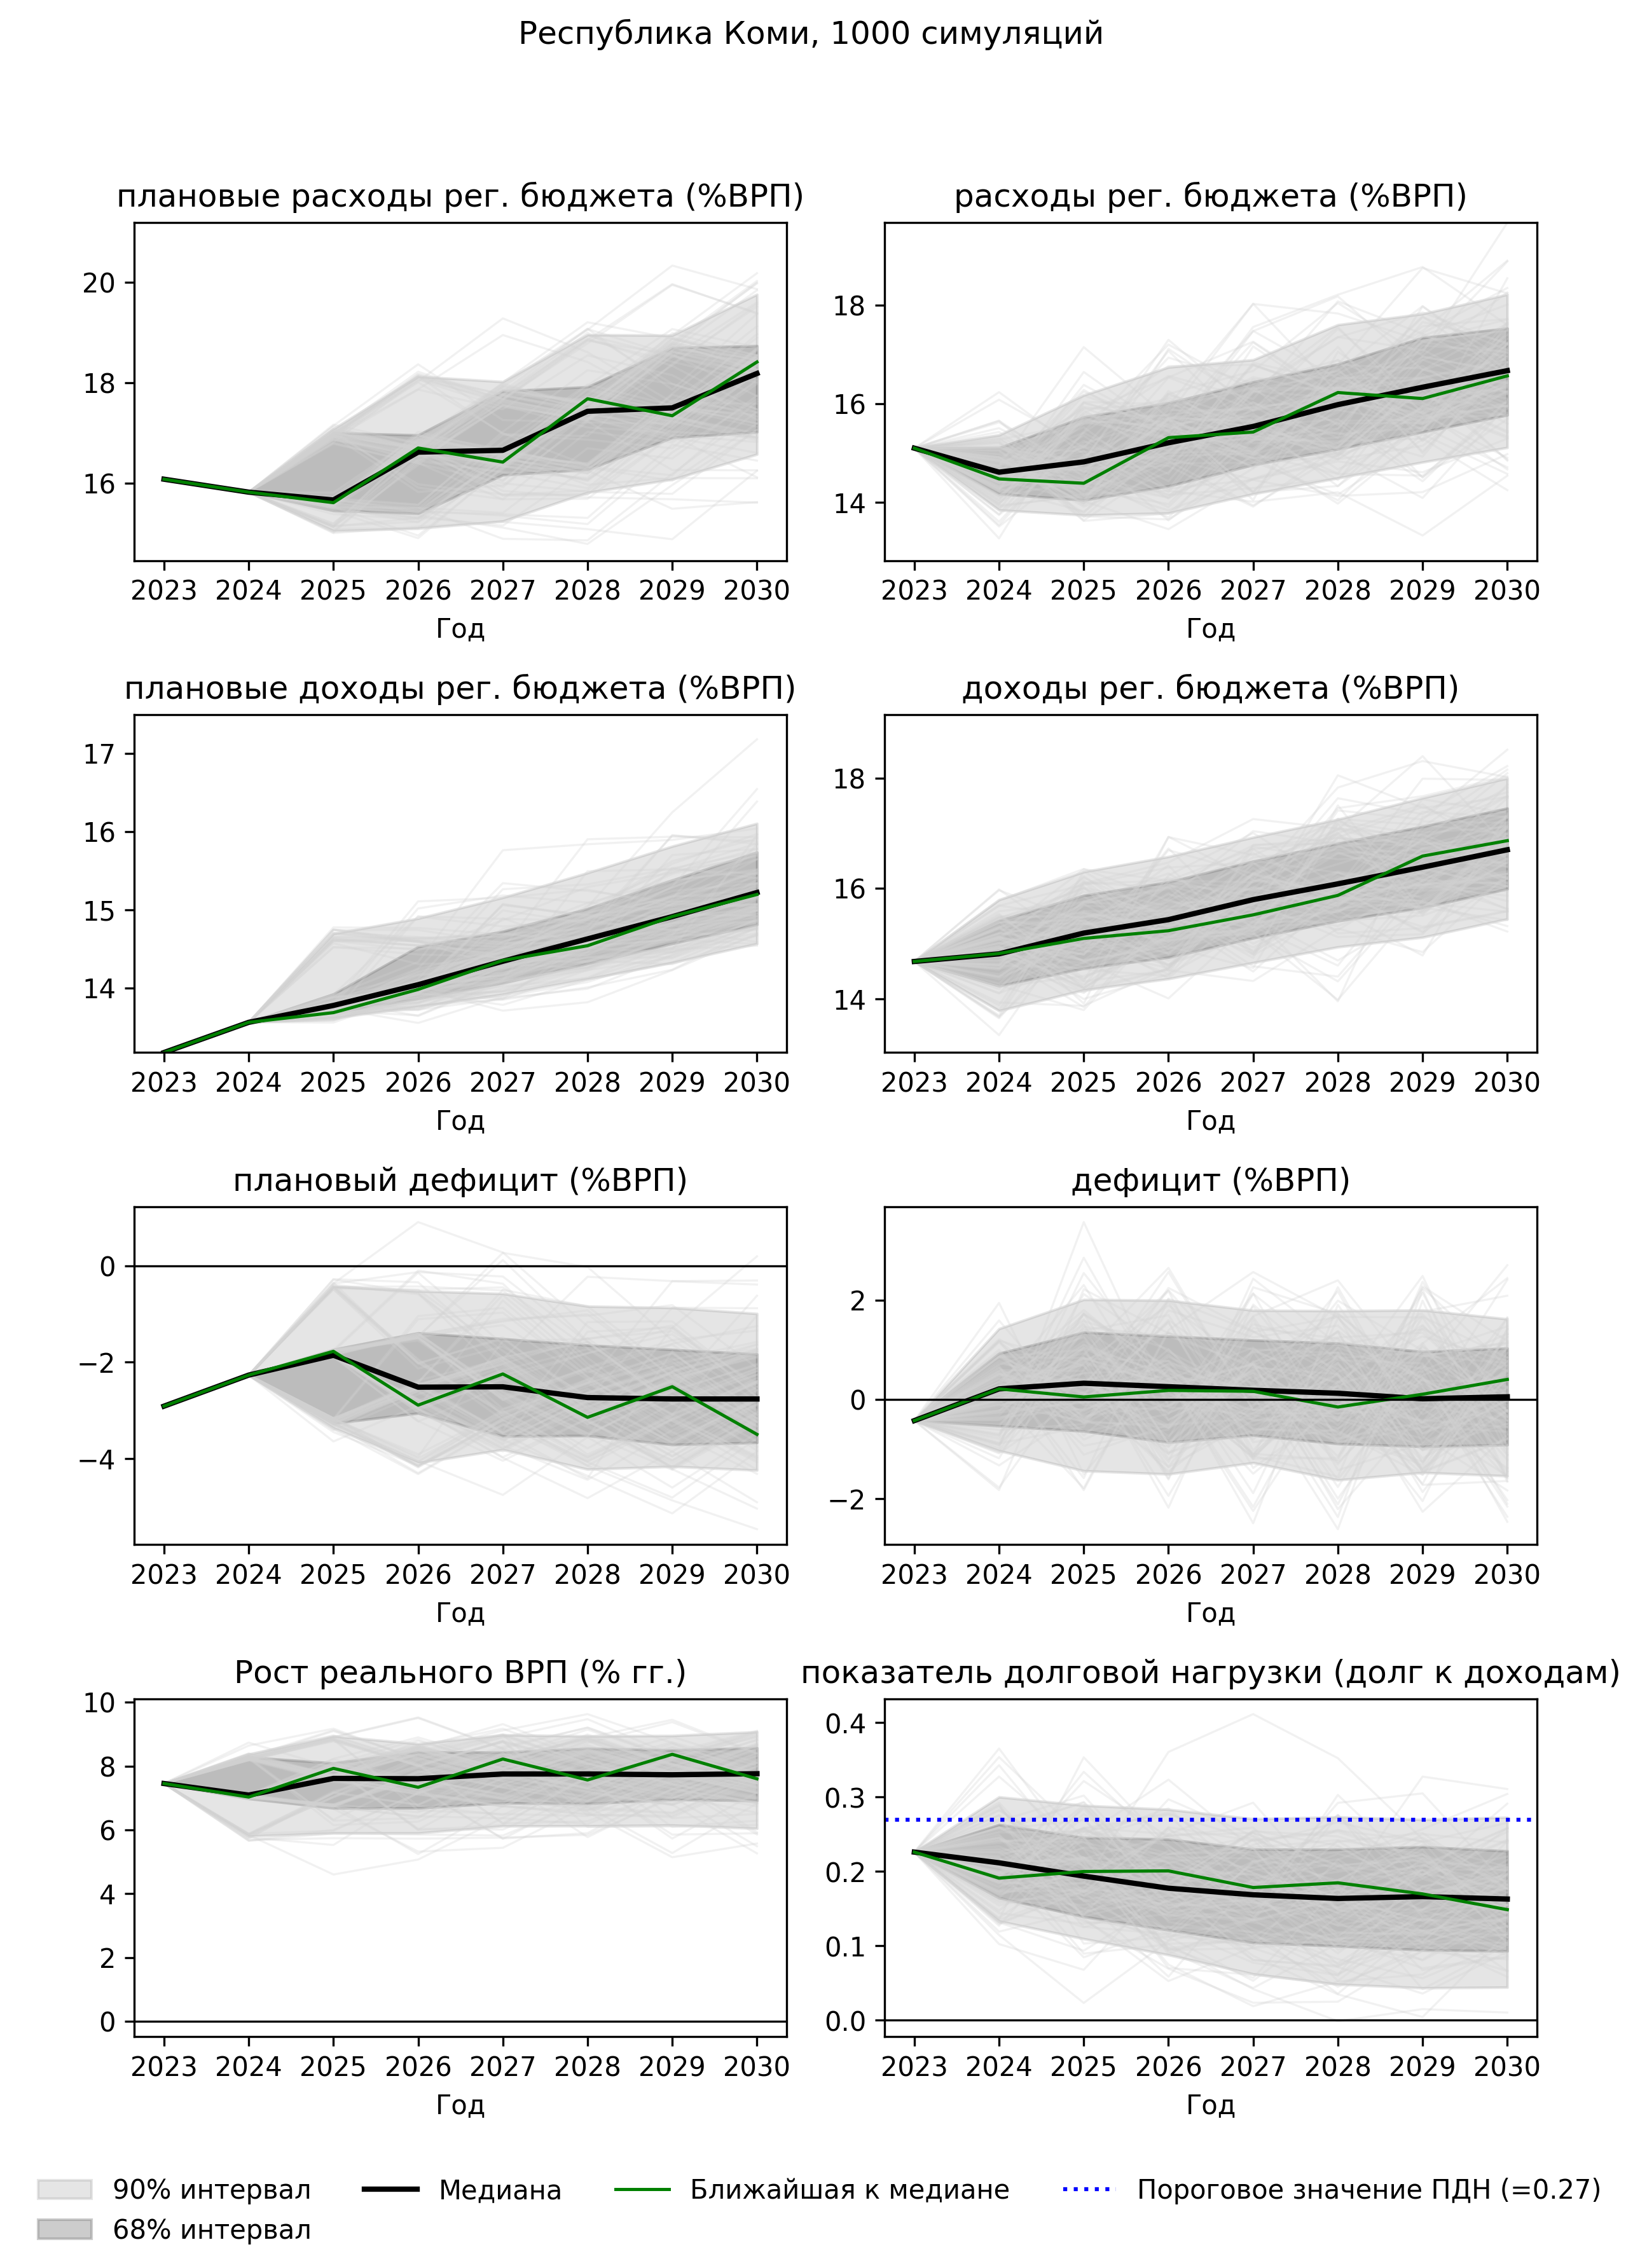 Республика Коми, 1000 симуляций
плановые расходы рег. бюджета (%ВРП)
20
18
16
2023 2024 2025 2026 2027 2028 2029 2030
Год
расходы рег. бюджета (%ВРП)
18
16
14
2023 2024 2025 2026 2027 2028 2029 2030
Год
плановые доходы рег. бюджета (%ВРП)
17
16
15
14
2023 2024 2025 2026 2027 2028 2029 2030
Год
доходы рег. бюджета (%ВРП)
18
16
14
2023 2024 2025 2026 2027 2028 2029 2030
Год
плановый дефицит (%ВРП)
0
−2
−4
2023 2024 2025 2026 2027 2028 2029 2030
Год
дефицит (%ВРП)
2
0
−2
2023 2024 2025 2026 2027 2028 2029 2030
Год
Рост реального ВРП (% гг.)
10
8
6
4
2
0
2023 2024 2025 2026 2027 2028 2029 2030
Год
показатель долговой нагрузки (долг к доходам)
0.4
0.3
0.2
0.1
0.0
2023 2024 2025 2026 2027 2028 2029 2030
Год
90% интервал
68% интервал
Медиана
Ближайшая к медиане
Пороговое значение ПДН (=0.27)